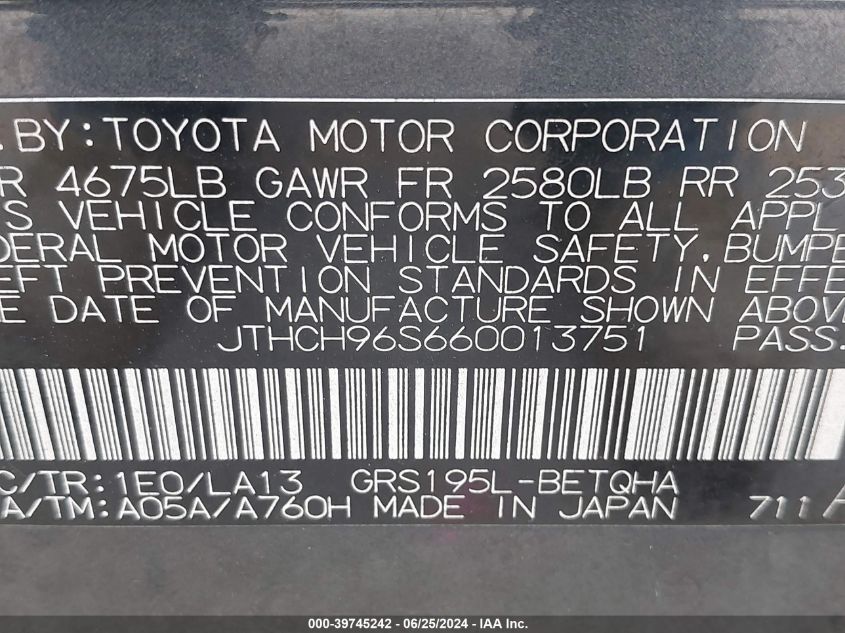 . BY: TOYOTA MOTOR CORPORATION
R 4675LB GAWR FR 2580LB RR 253
S VEHICLE CONFORMS TO ALL APPL
DERAL MOTOR VEHICLE SAFETY, BUMPE
EFT PREVENTION STANDARDS IN EFFE
E DATE OF MANUFACTURE SHOWN ABOVE
JTHCH96S660013751 PASS.
C/TR: 1E0/LA13 GRS195L-BETQHA
A/TM: A05A/A760H MADE IN JAPAN 711A
000-39745242 - 06/25/2024 - IAA Inc.